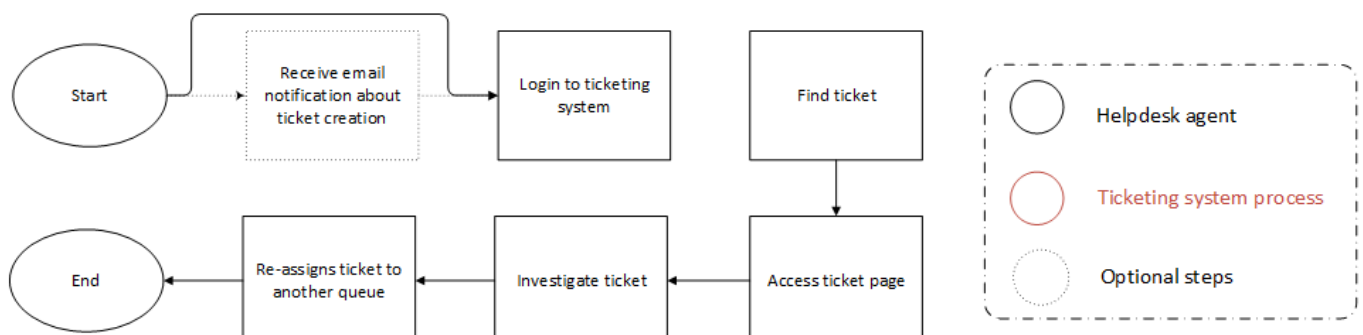 Start
Receive email
notification about
ticket creation
Login to ticketing
system
Find ticket
End
Re-assigns ticket to
another queue
Investigate ticket
Access ticket page
Helpdesk agent
Ticketing system process
Optional steps